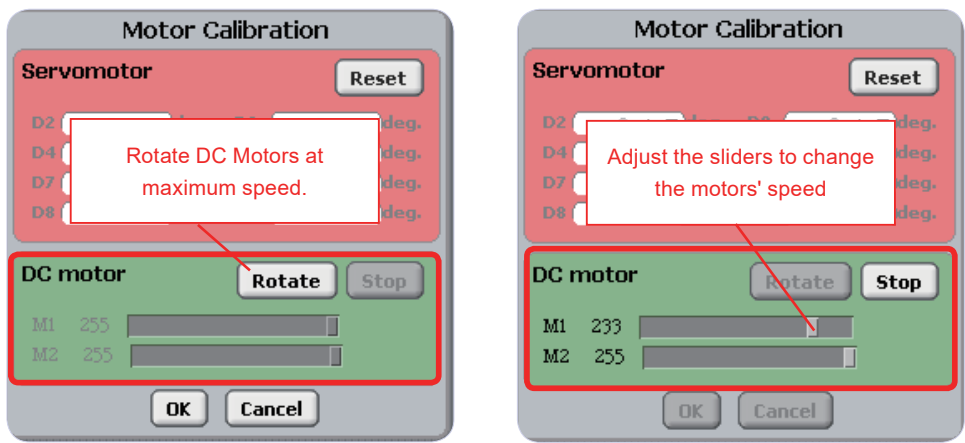 Motor Calibration
Servomotor
Reset
D2
deg.
D4
deg.
D7
deg.
D8
deg.
Rotate DC Motors at
maximum speed.
DC motor
Rotate
Stop
M1 255
M2 255
OK
Cancel
Motor Calibration
Servomotor
Reset
D2
deg.
D4
deg.
D7
deg.
D8
deg.
Adjust the sliders to change
the motors' speed
DC motor
Rotate
Stop
M1 233
M2 255
OK
Cancel